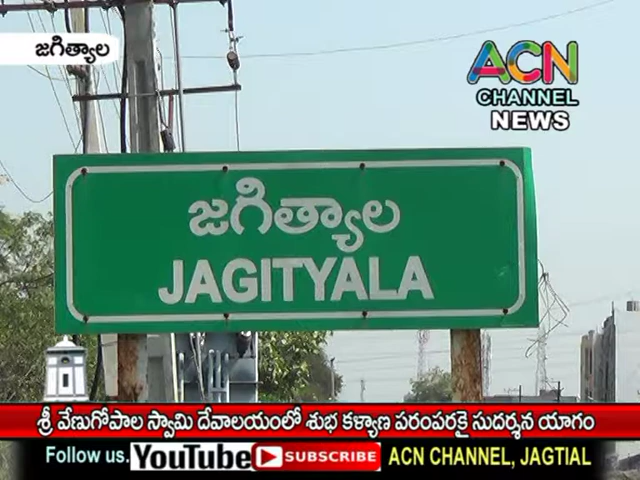 జగిత్యాల
ACN
CHANNEL
NEWS
జగిత్యాల
JAGITYALA
శ్రీ వేణుగోపాల స్వామి దేవాలయంలో శుభ కళ్యాణ పరంపరకై సుదర్శన యాగం
Follow us. YouTube SUBSCRIBE ACN CHANNEL, JAGTIAL